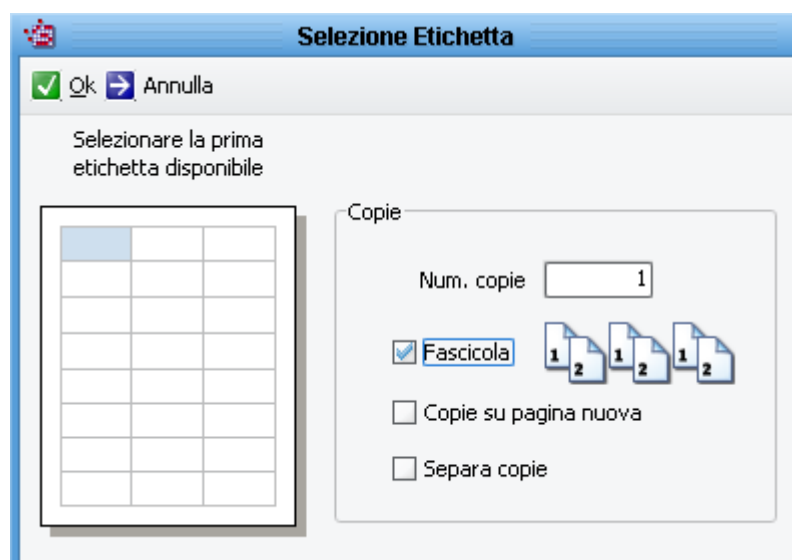 Selezione Etichetta
Ok Annulla
Selezionare la prima
etichetta disponibile
Copie
Num. copie 1
Fascicola 1 2 1 2 1 2
Copie su pagina nuova
Separa copie